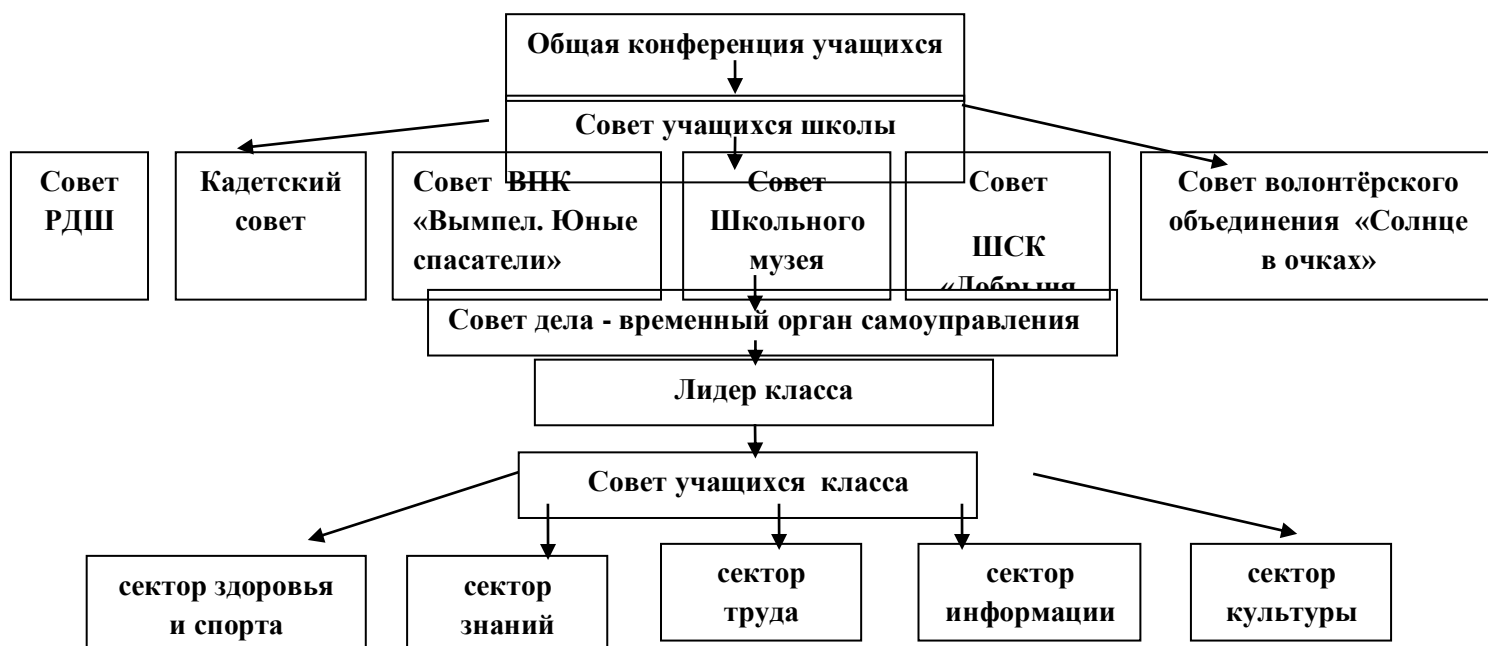 Общая конференция учащихся
Совет учащихся школы
Совет
РДШ
Кадетский
совет
Совет ВПК
«Вымпел. Юные
спасатели»
Совет
Школьного
музея
Совет
ШСК
«Добрыня
Совет волонтёрского
объединения «Солнце
в очках»
Совет дела - временный орган самоуправления
Лидер класса
Совет учащихся класса
сектор здоровья
и спорта
сектор
знаний
сектор
труда
сектор
информации
сектор
культуры